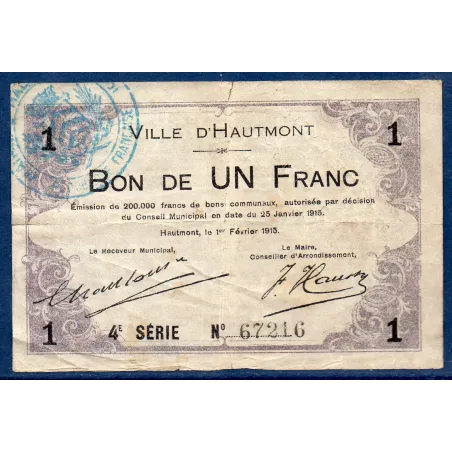 1 VILLE D'HAUTMONT 1
BON DE UN FRANC
Émission de 200.000 francs de bons communaux, autorisée par décision
du Conseil Municipal en date du 25 Janvier 1915.
Hautmont, le 1er Février 1915.
Le Receveur Municipal,
Le Maire,
Conseiller d'Arrondissement,
1 4E SÉRIE No 67216 1
FRANÇAISE